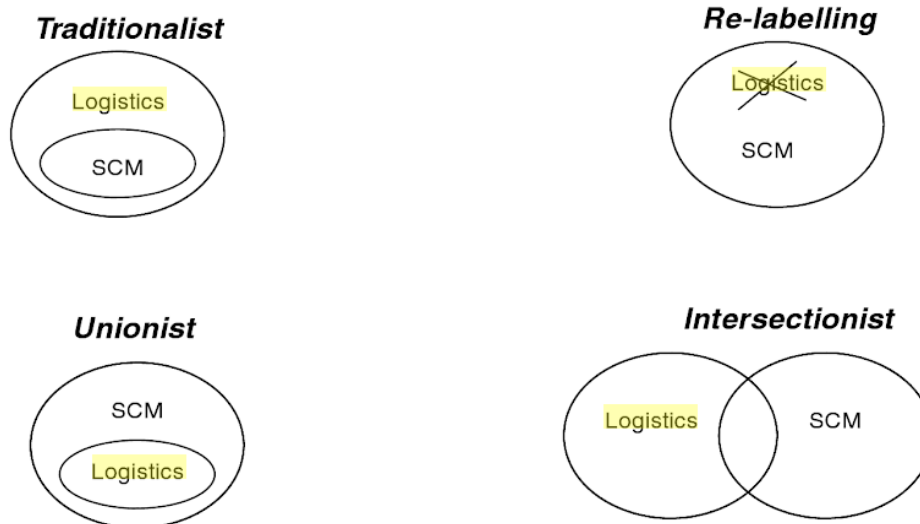 Traditionalist
Logistics
SCM
Re-labelling
Logistics
SCM
Unionist
SCM
Logistics
Intersectionist
Logistics
SCM